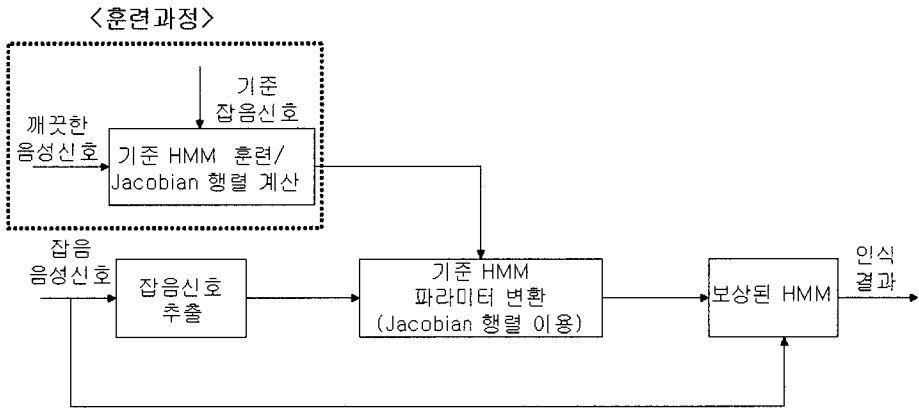 <훈련과정>
기준
잡음신호
깨끗한
음성신호
기준 HMM 훈련/
Jacobian 행렬 계산
잡음
음성신호
잡음신호
추출
기준 HMM
파라미터 변환
(Jacobian 행렬 이용)
보상된 HMM
인식
결과